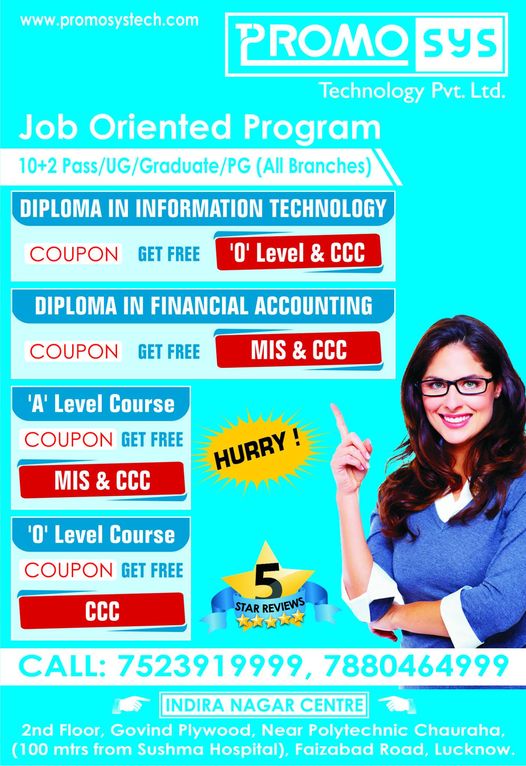 www.promosystech.com
PROMO SYS
Technology Pvt. Ltd.
Job Oriented Program
10+2 Pass/UG/Graduate/PG (All Branches)
DIPLOMA IN INFORMATION TECHNOLOGY
COUPON GET FREE 'O' Level & CCC
DIPLOMA IN FINANCIAL ACCOUNTING
COUPON GET FREE MIS & CCC
'A' Level Course
COUPON GET FREE
MIS & CCC
HURRY !
'O' Level Course
COUPON GET FREE
CCC
5
STAR REVIEWS
CALL: 7523919999, 7880464999
INDIRA NAGAR CENTRE
2nd Floor, Govind Plywood, Near Polytechnic Chauraha,
(100 mtrs from Sushma Hospital), Faizabad Road, Lucknow.